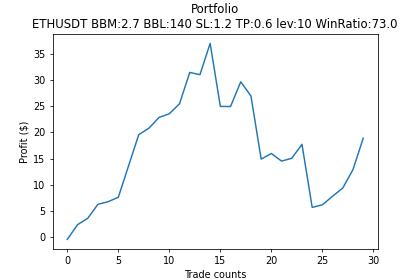 Portfolio
ETHUSDT BBM:2.7 BBL:140 SL:1.2 TP:0.6 lev:10 WinRatio:73.0
35
30
25
20
15
10
5
0
Profit ($)
0 5 10 15 20 25 30
Trade counts